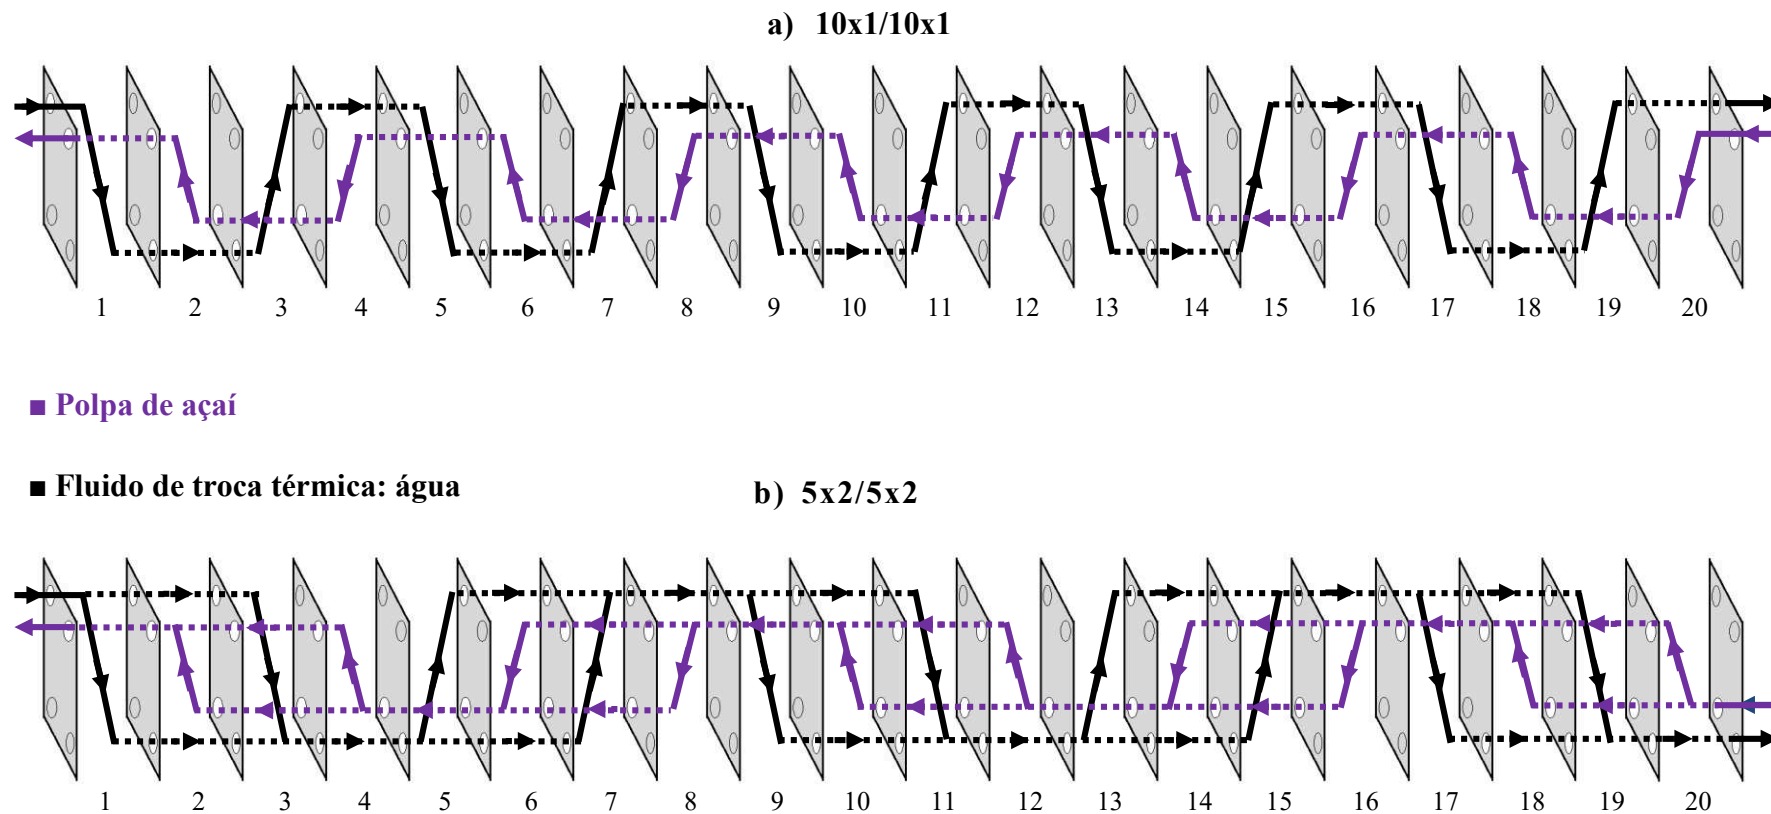 a) 10x1/10x1
1 2 3 4 5 6 7 8 9 10 11 12 13 14 15 16 17 18 19 20
■ Polpa de açaí
■ Fluido de troca térmica: água
b) 5x2/5x2
1 2 3 4 5 6 7 8 9 10 11 12 13 14 15 16 17 18 19 20